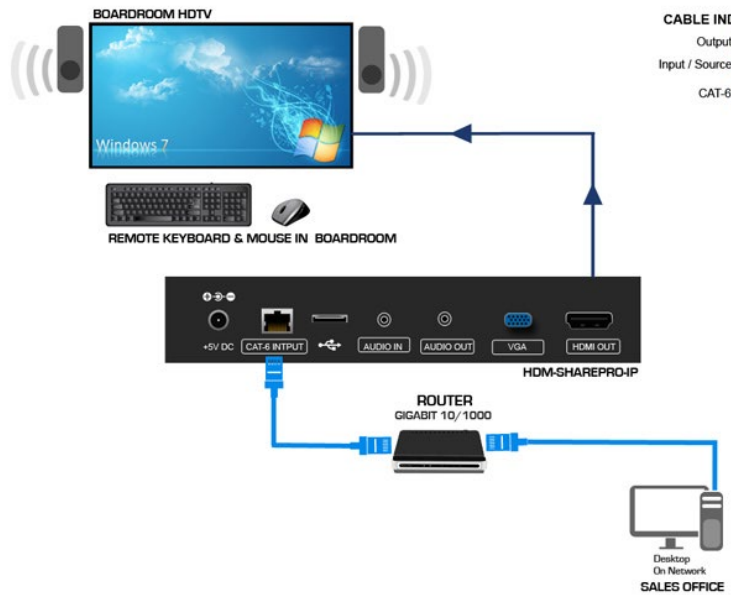 BOARDROOM HDTV
CABLE IND
Output
Input / Source
CAT-6
Windows 7
REMOTE KEYBOARD & MOUSE IN BOARDROOM
+5V DC
CAT-6 INTPUT
AUDIO IN
AUDIO OUT
VGA
HDMI OUT
HDM-SHAREPRO-IP
ROUTER
GIGABIT 10/1000
Desktop
On Network
SALES OFFICE